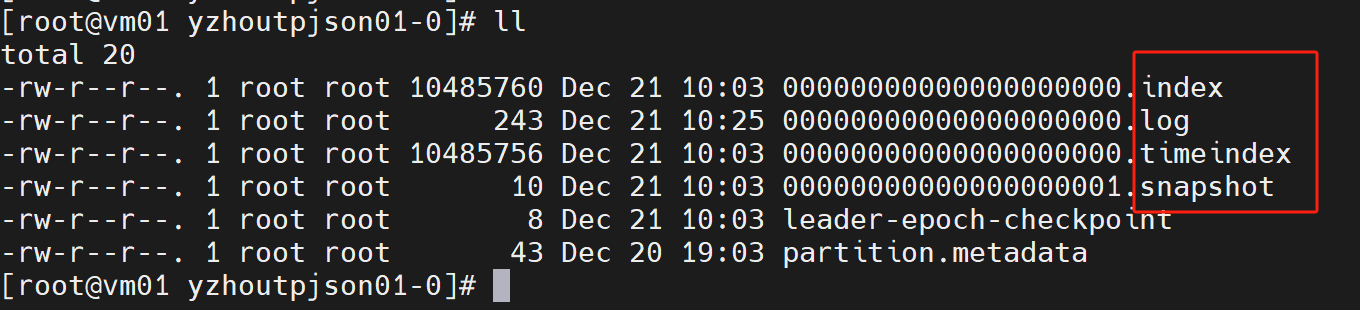 [root@vm01 yzhoutpjson01-0]# ll
total 20
-rw-r--r--. 1 root root 10485760 Dec 21 10:03 00000000000000000000.index
-rw-r--r--. 1 root root      243 Dec 21 10:25 00000000000000000000.log
-rw-r--r--. 1 root root 10485756 Dec 21 10:03 00000000000000000000.timeindex
-rw-r--r--. 1 root root       10 Dec 21 10:03 00000000000000000001.snapshot
-rw-r--r--. 1 root root        8 Dec 21 10:03 leader-epoch-checkpoint
-rw-r--r--. 1 root root       43 Dec 20 19:03 partition.metadata
[root@vm01 yzhoutpjson01-0]#